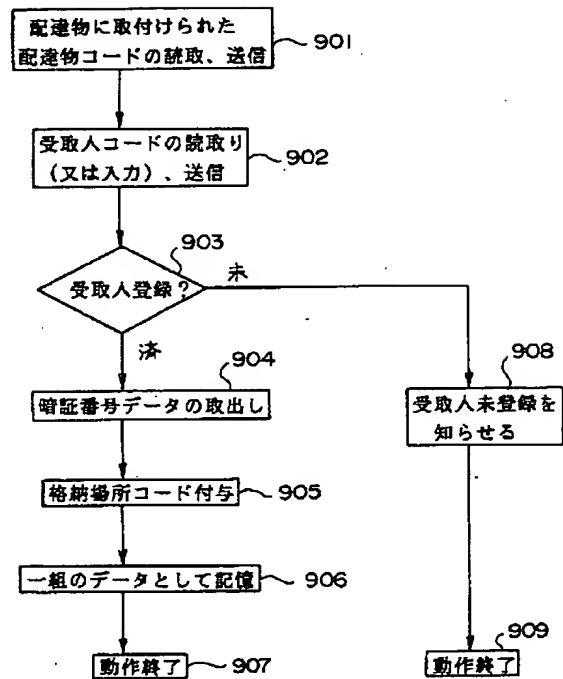 配達物に取付けられた
配達物コードの読取、送信
901
受取人コードの読取り
（又は入力）、送信
902
903
受取人登録？
未
済
904
暗証番号データの取出し
908
受取人未登録を
知らせる
格納場所コード付与
905
一組のデータとして記憶
906
動作終了
907
動作終了
909